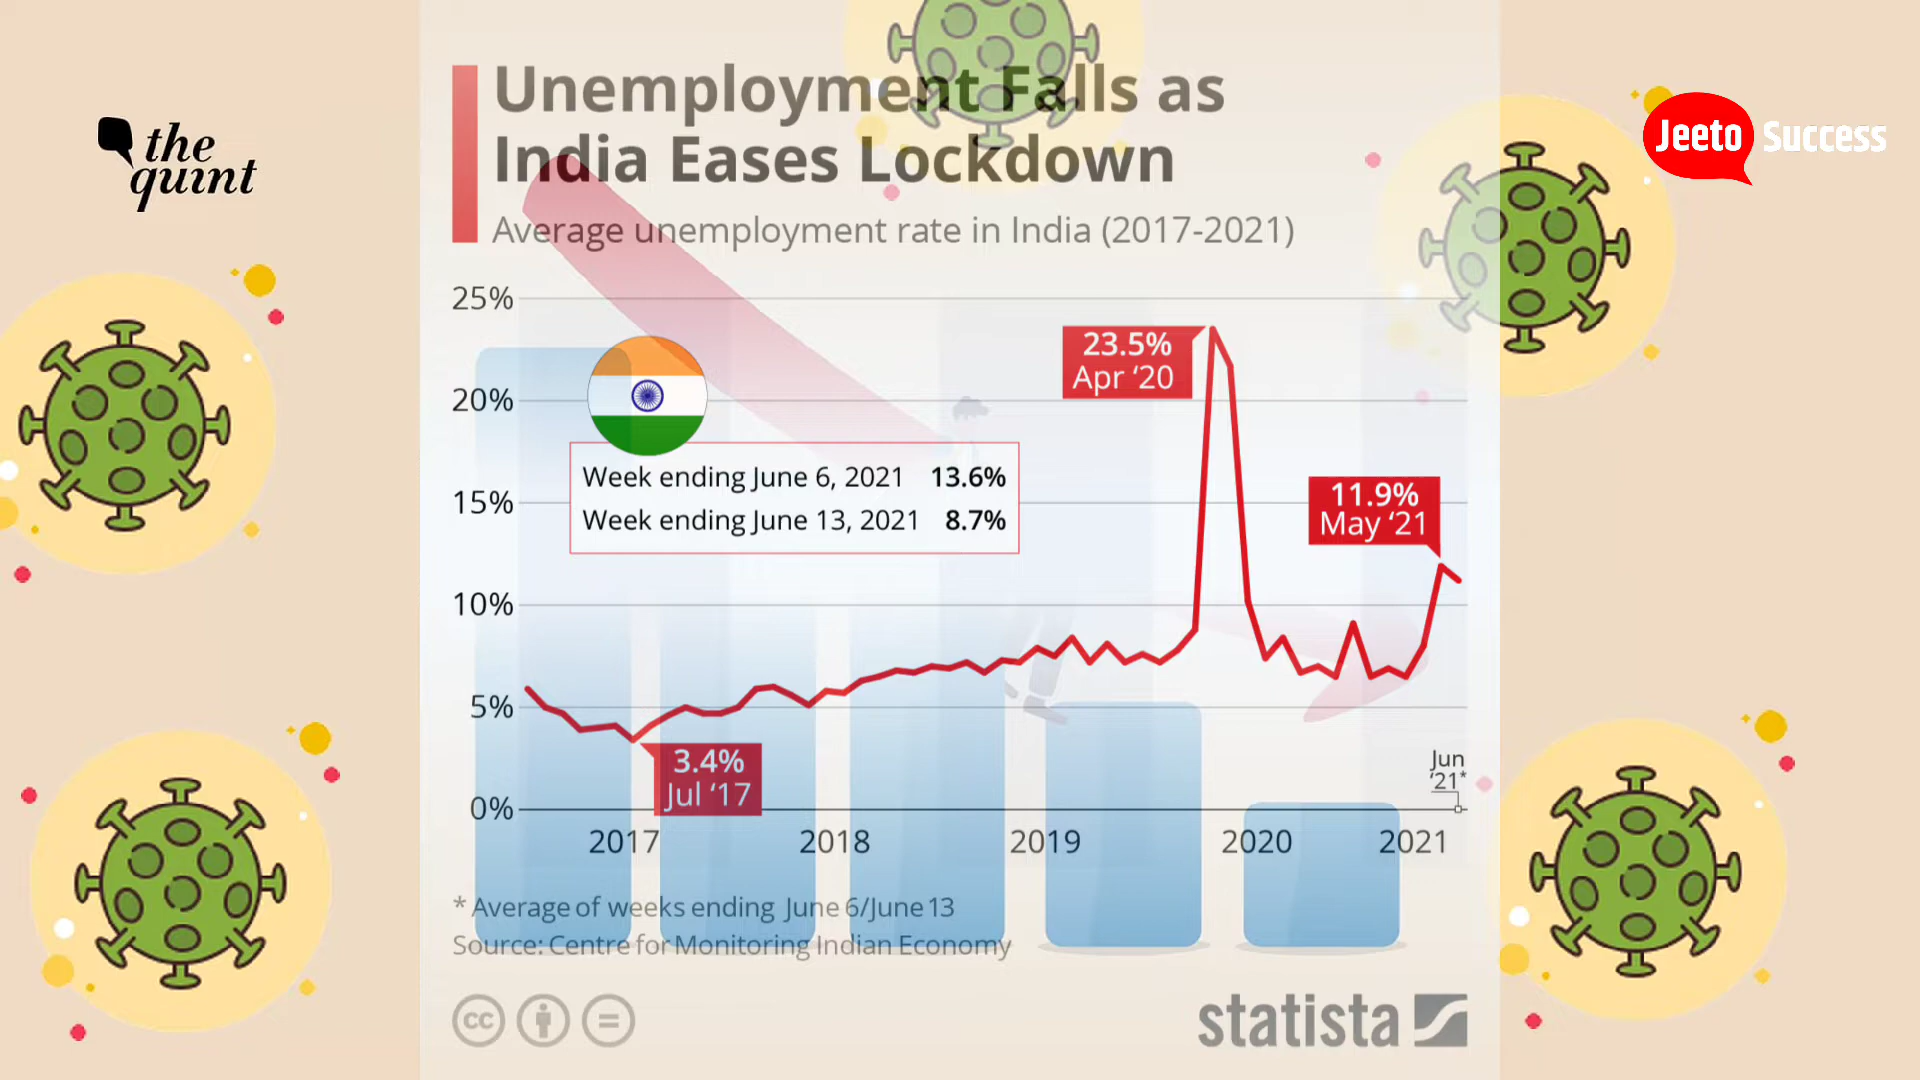 the
quint
Jeeto Success
Unemployment Falls as
India Eases Lockdown
Average unemployment rate in India (2017-2021)
25%
20%
15%
10%
5%
0%
23.5%
Apr ‘20
Week ending June 6, 2021 13.6%
Week ending June 13, 2021 8.7%
11.9%
May ‘21
3.4%
Jul ‘17
Jun
‘21*
2017 2018 2019 2020 2021
* Average of weeks ending June 6/June 13
Source: Centre for Monitoring Indian Economy
cc
statista